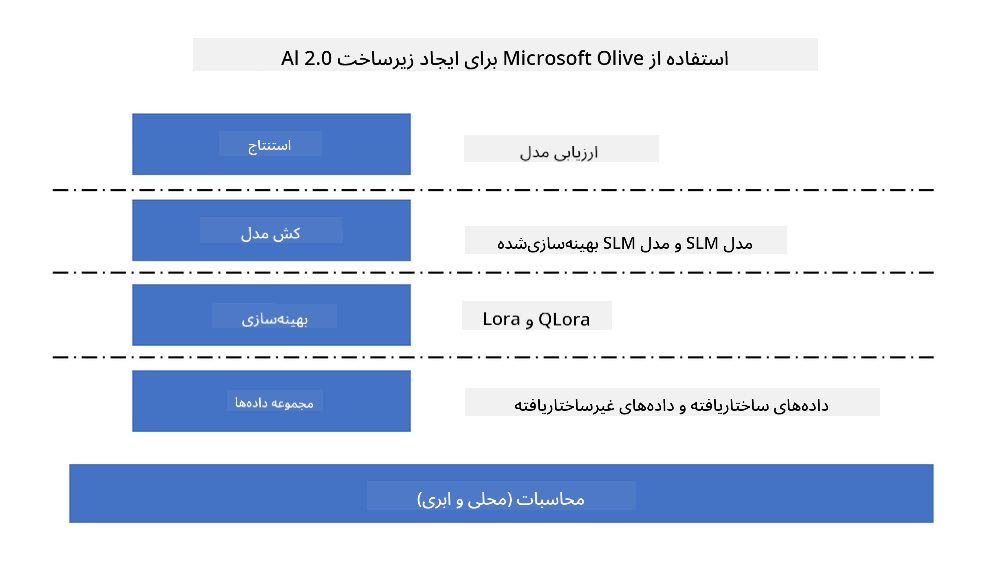 استفاده از Microsoft Olive برای ایجاد زیرساخت AI 2.0
استنتاج
ارزیابی مدل
کش مدل
مدل SLM و مدل SLM بهینه‌سازی‌شده
بهینه‌سازی
Lora و QLora
مجموعه داده‌ها
داده‌های ساختاریافته و داده‌های غیرساختاریافته
محاسبات (محلی و ابری)